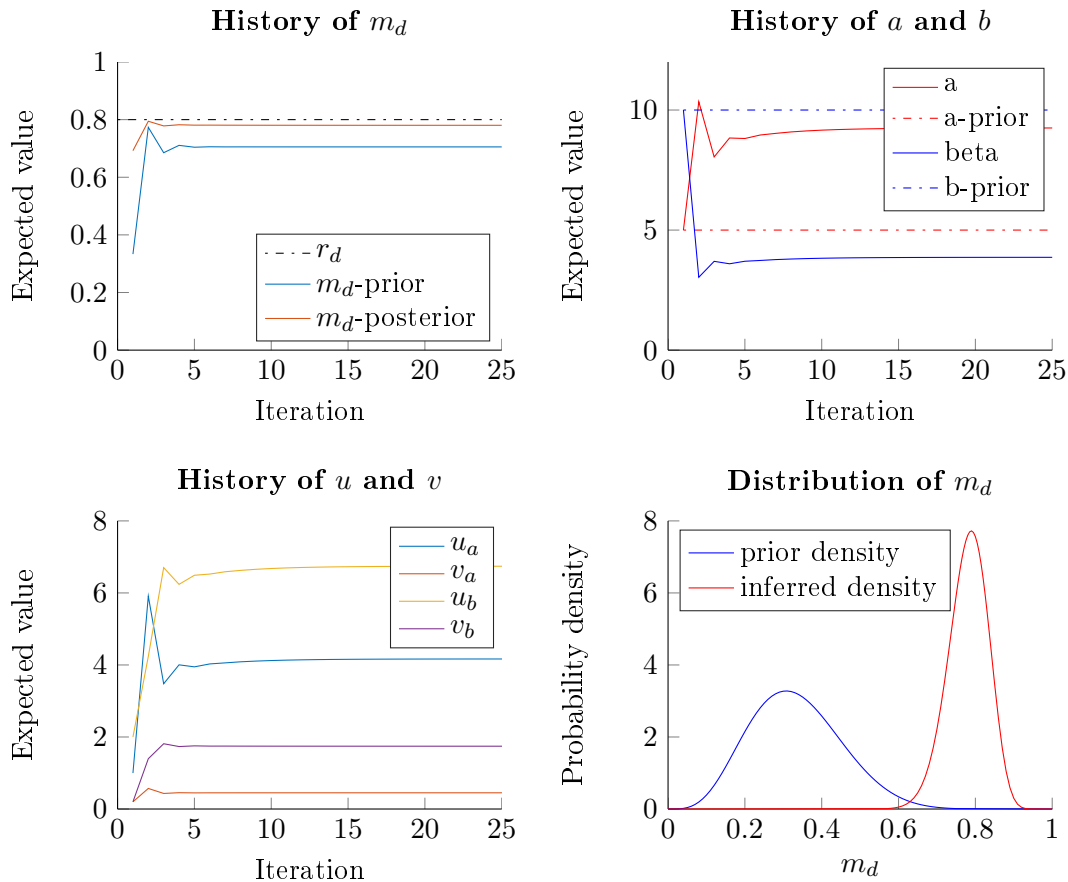 History of m_d
1
0.8
0.6
0.4
0.2
0
0 5 10 15 20 25
Expected value
Iteration
r_d
m_d-prior
m_d-posterior
History of a and b
10
5
0
0 5 10 15 20 25
Expected value
Iteration
a
a-prior
beta
b-prior
History of u and v
8
6
4
2
0
0 5 10 15 20 25
Expected value
Iteration
u_a
v_a
u_b
v_b
Distribution of m_d
8
6
4
2
0
0 0.2 0.4 0.6 0.8 1
Probability density
m_d
prior density
inferred density